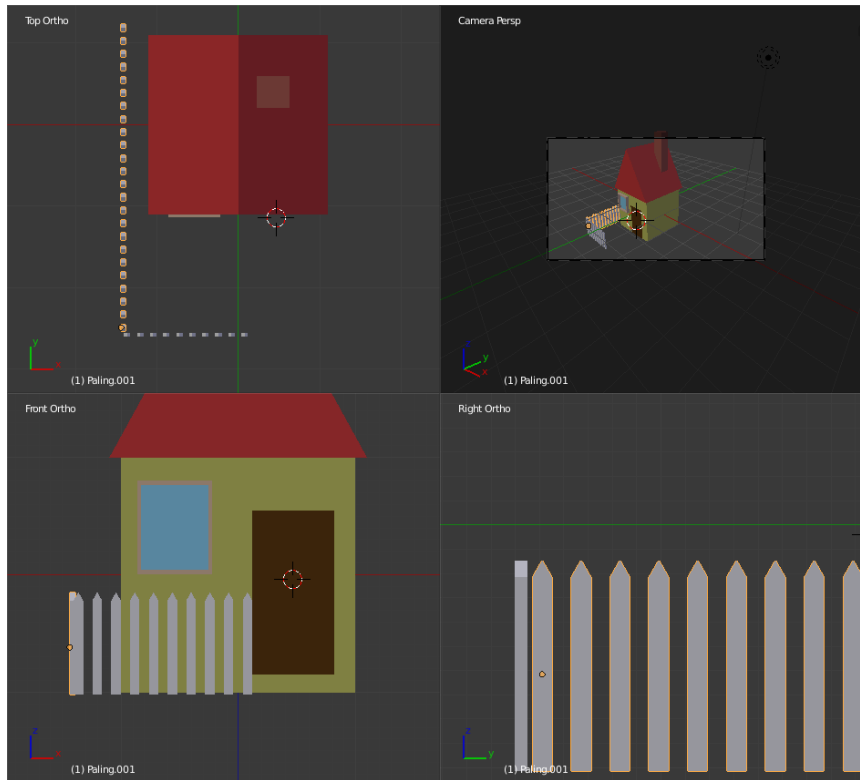 Top Ortho
y
x
(1) Paling.001
Camera Persp
z
y
x
(1) Paling.001
Front Ortho
z
x
(1) Paling.001
Right Ortho
z
y
(1) Paling.001